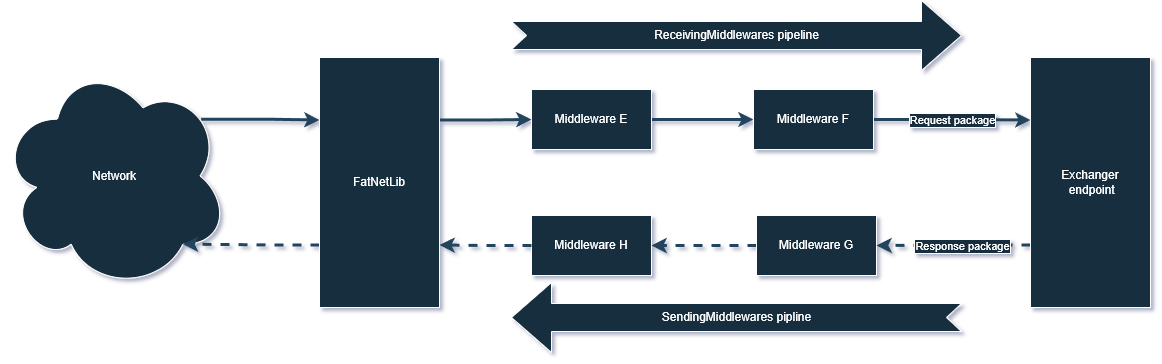 ReceivingMiddlewares pipeline
Network
FatNetLib
Middleware E
Middleware F
Request package
Exchanger
endpoint
Middleware H
Middleware G
Response package
SendingMiddlewares pipline